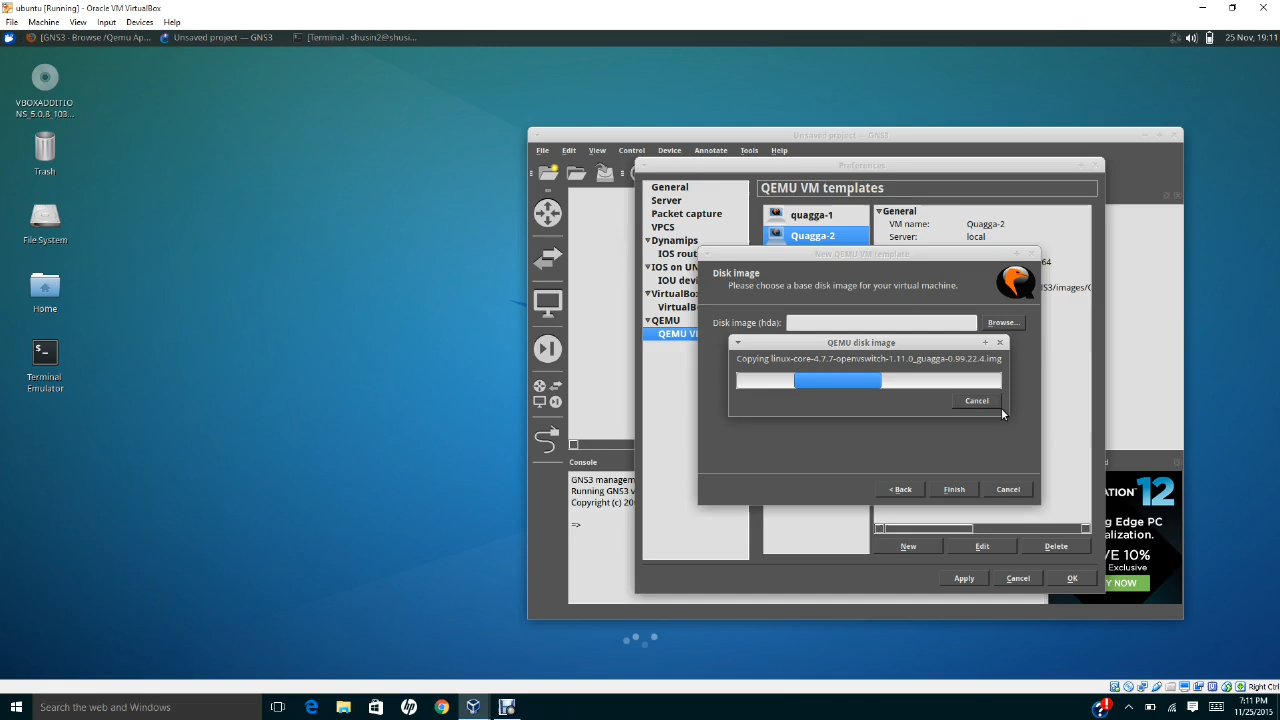 ubuntu [Running] - Oracle VM VirtualBox
File Machine View Input Devices Help
[GNS3 - Browse /Qemu Ap... Unsaved project — GNS3 [Terminal - shusin2@shusi... 25 Nov, 19:11
VBOXADDITIO
NS_5.0.8_103...
Trash
File System
Home
Terminal
Emulator
Unsaved project — GNS3
File Edit View Control Device Annotate Tools Help
Preferences
General
Server
Packet capture
VPCS
Dynamips
IOS rout
IOS on UN
IOU devi
VirtualBo
VirtualB
QEMU
QEMU V
QEMU VM templates
quagga-1
Quagga-2
General
VM name: Quagga-2
Server: local
64
S3/images/
New QEMU VM template
Disk image
Please choose a base disk image for your virtual machine.
Disk image (hda): Browse...
QEMU disk image
Copying linux-core-4.7.7-openvswitch-1.11.0_guagga-0.99.22.4.img
Cancel
< Back Finish Cancel
New Edit Delete
Apply Cancel OK
Console
GNS3 managem
Running GNS3 v
Copyright (c) 20
=>
ATION 12
g Edge PC
alization.
VE 10%
Exclusive
Y NOW
Right Ctrl
Search the web and Windows
7:11 PM
11/25/2015